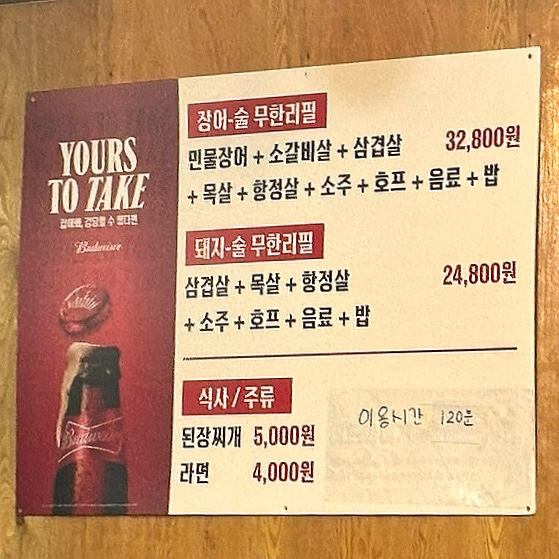 YOURS
TO TAKE
Budweiser
장어-술 무한리필
민물장어 + 소갈비살 + 삼겹살 32,800원
+ 목살 + 항정살 + 소주 + 호프 + 음료 + 밥
돼지-술 무한리필
삼겹살 + 목살 + 항정살 24,800원
+ 소주 + 호프 + 음료 + 밥
식사 / 주류
된장찌개 5,000원
라면 4,000원
이용시간 120분
Budweiser